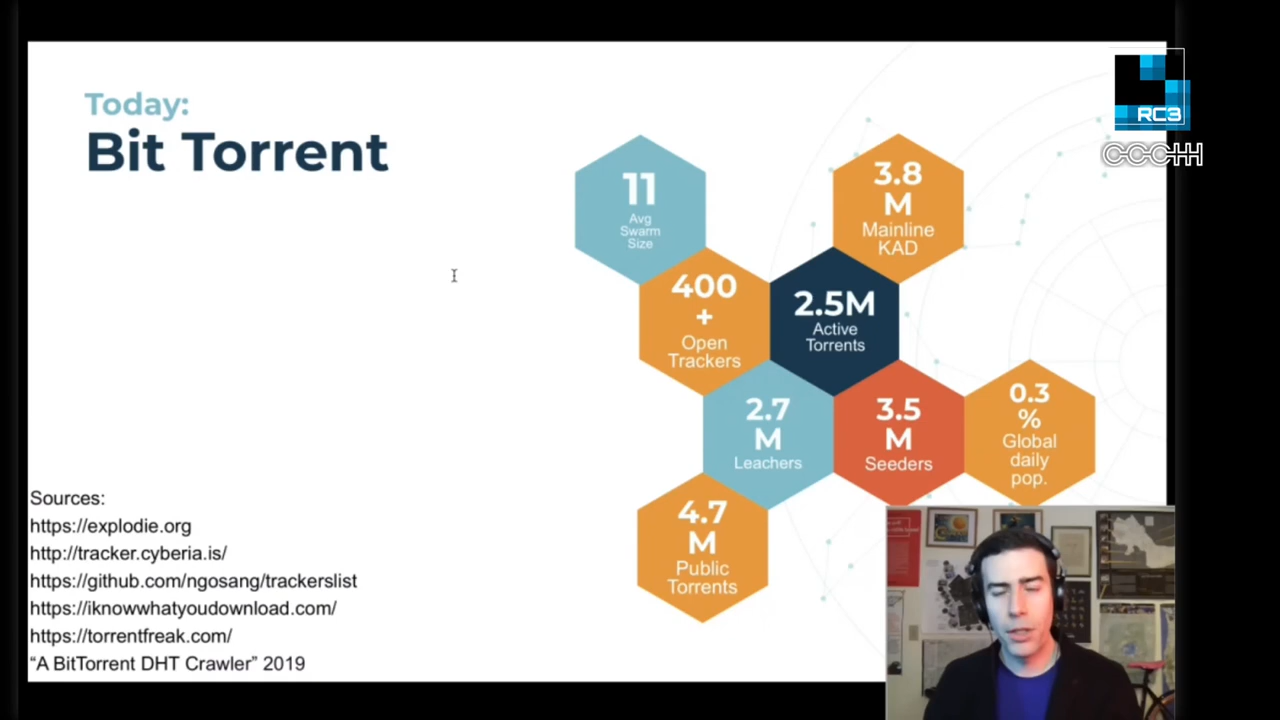 Today:
Bit Torrent
11
Avg
Swarm
Size
3.8
M
Mainline
KAD
400
+
Open
Trackers
2.5M
Active
Torrents
2.7
M
Leachers
3.5
M
Seeders
0.3
%
Global
daily
pop.
4.7
M
Public
Torrents
Sources:
https://explodie.org
http://tracker.cyberia.is/
https://github.com/ngosang/trackerslist
https://iknowwhatyoudownload.com/
https://torrentfreak.com/
“A BitTorrent DHT Crawler” 2019
RC3
CCCHH